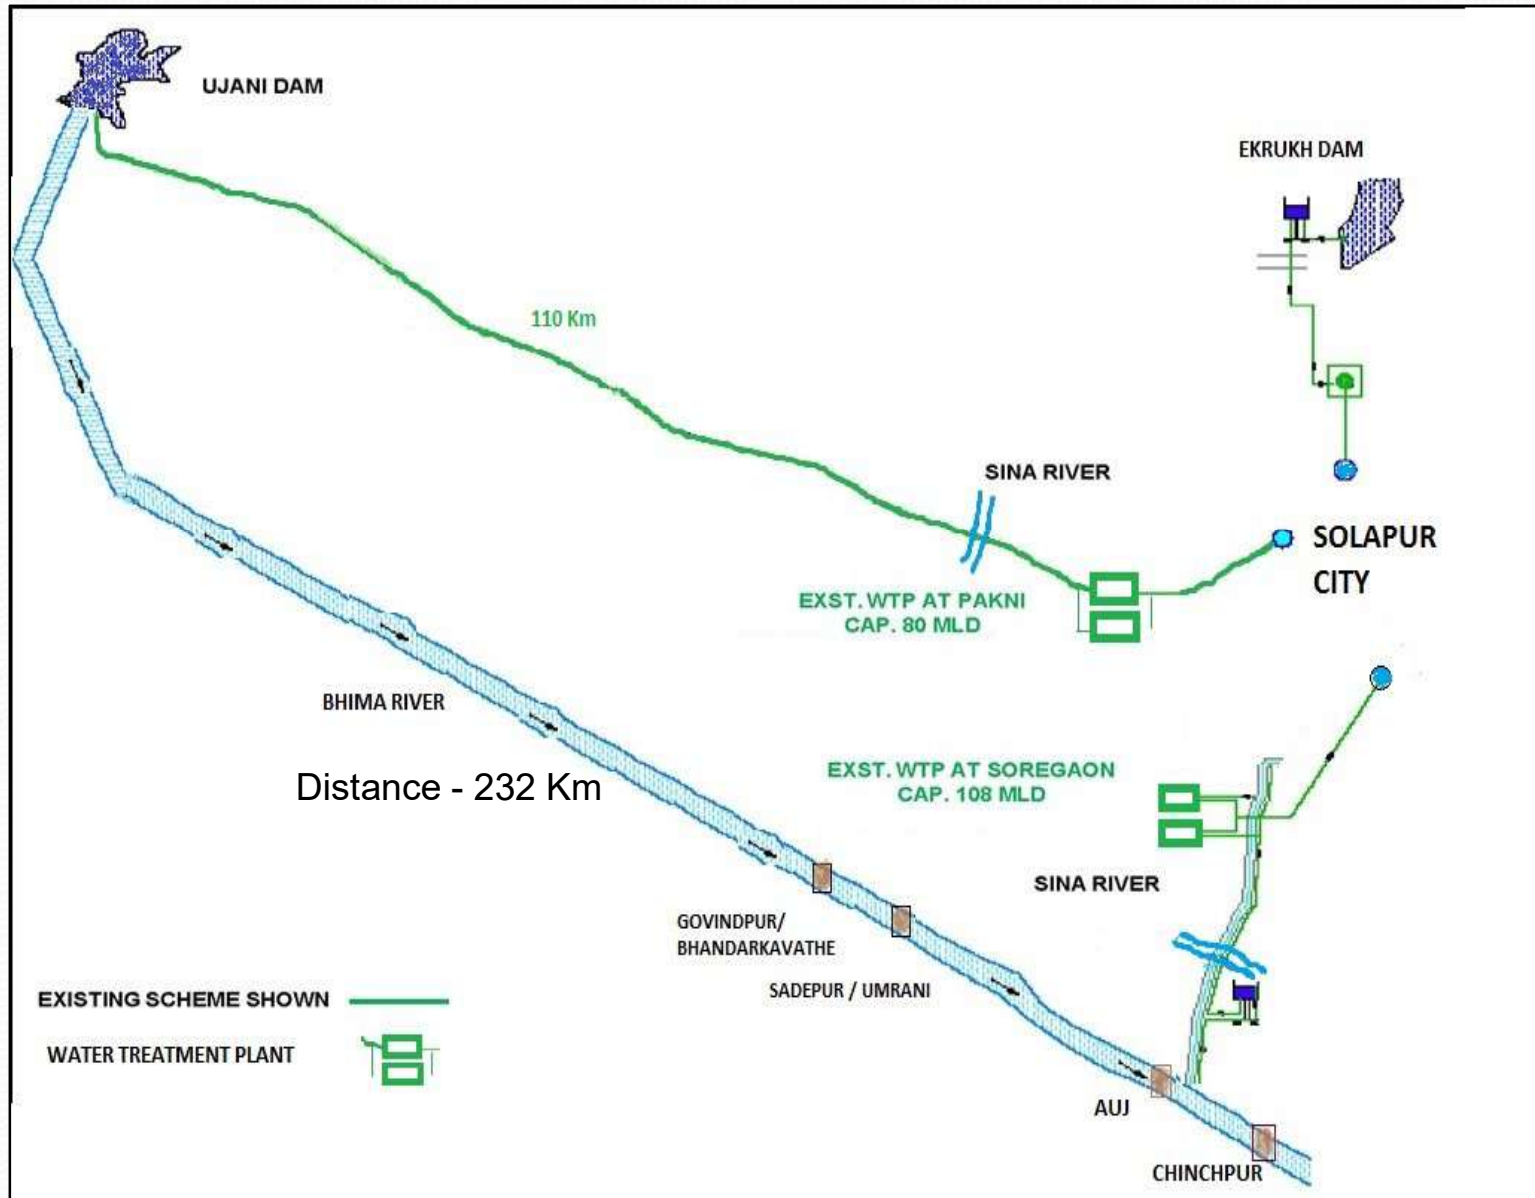 UJANI DAM
EKRUKH DAM
110 Km
SINA RIVER
SOLAPUR
CITY
EXST. WTP AT PAKNI
CAP. 80 MLD
BHIMA RIVER
Distance - 232 Km
EXST. WTP AT SOREGAON
CAP. 108 MLD
SINA RIVER
GOVINDPUR/
BHANDARKAVATHE
SADEPUR / UMRANI
EXISTING SCHEME SHOWN
WATER TREATMENT PLANT
AUJ
CHINCHPUR